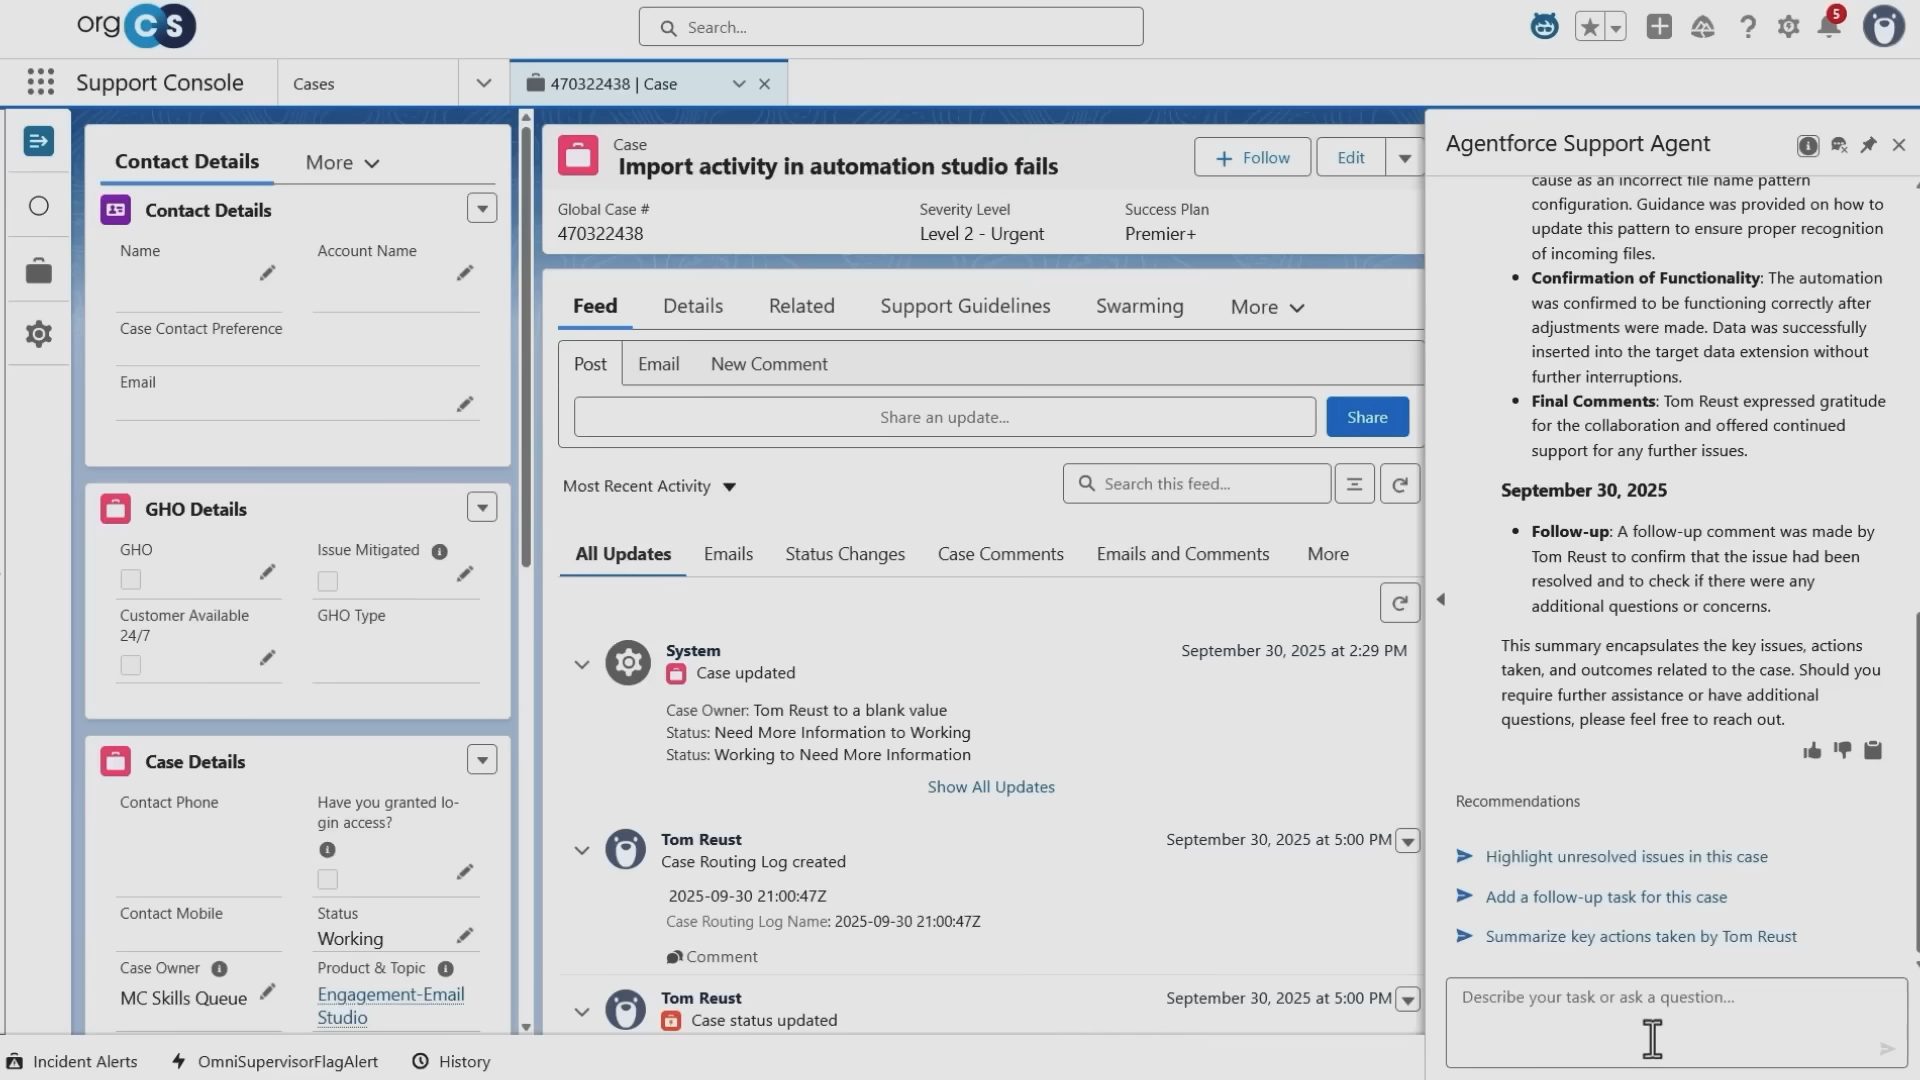 org CS
Search...
5
Support Console
Cases
470322438 | Case
Contact Details
More
Contact Details
Name
Account Name
Case Contact Preference
Email
GHO Details
GHO
Issue Mitigated
Customer Available
24/7
GHO Type
Case Details
Contact Phone
Have you granted lo-
gin access?
Contact Mobile
Status
Working
Case Owner
Product & Topic
MC Skills Queue
Engagement-Email
Studio
Case
Import activity in automation studio fails
Follow
Edit
Global Case #
470322438
Severity Level
Level 2 - Urgent
Success Plan
Premier+
Feed
Details
Related
Support Guidelines
Swarming
More
Post
Email
New Comment
Share an update...
Share
Most Recent Activity
Search this feed...
All Updates
Emails
Status Changes
Case Comments
Emails and Comments
More
System
September 30, 2025 at 2:29 PM
Case updated
Case Owner: Tom Reust to a blank value
Status: Need More Information to Working
Status: Working to Need More Information
Show All Updates
Tom Reust
September 30, 2025 at 5:00 PM
Case Routing Log created
2025-09-30 21:00:47Z
Case Routing Log Name: 2025-09-30 21:00:47Z
Comment
Tom Reust
September 30, 2025 at 5:00 PM
Case status updated
Agentforce Support Agent
cause as an incorrect file name pattern
configuration. Guidance was provided on how to
update this pattern to ensure proper recognition
of incoming files.
• Confirmation of Functionality: The automation
was confirmed to be functioning correctly after
adjustments were made. Data was successfully
inserted into the target data extension without
further interruptions.
• Final Comments: Tom Reust expressed gratitude
for the collaboration and offered continued
support for any further issues.
September 30, 2025
• Follow-up: A follow-up comment was made by
Tom Reust to confirm that the issue had been
resolved and to check if there were any
additional questions or concerns.
This summary encapsulates the key issues, actions
taken, and outcomes related to the case. Should you
require further assistance or have additional
questions, please feel free to reach out.
Recommendations
Highlight unresolved issues in this case
Add a follow-up task for this case
Summarize key actions taken by Tom Reust
Describe your task or ask a question...
Incident Alerts
OmniSupervisorFlagAlert
History